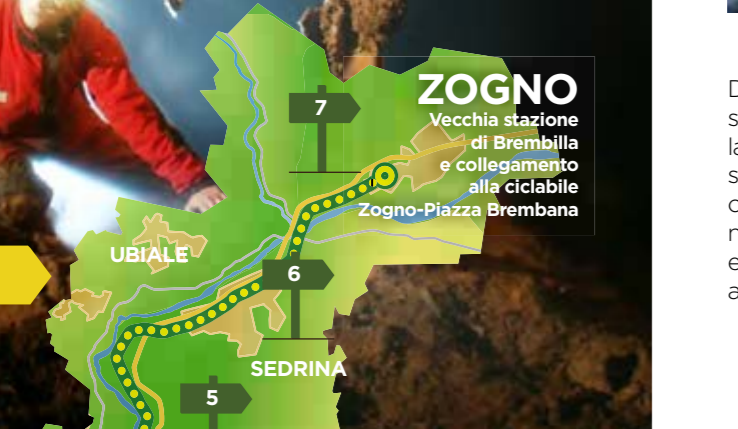 7
ZOGNO
Vecchia stazione
di Brembilla
e collegamento
alla ciclabile
Zogno-Piazza Brembana
UBIALE
6
SEDRINA
5